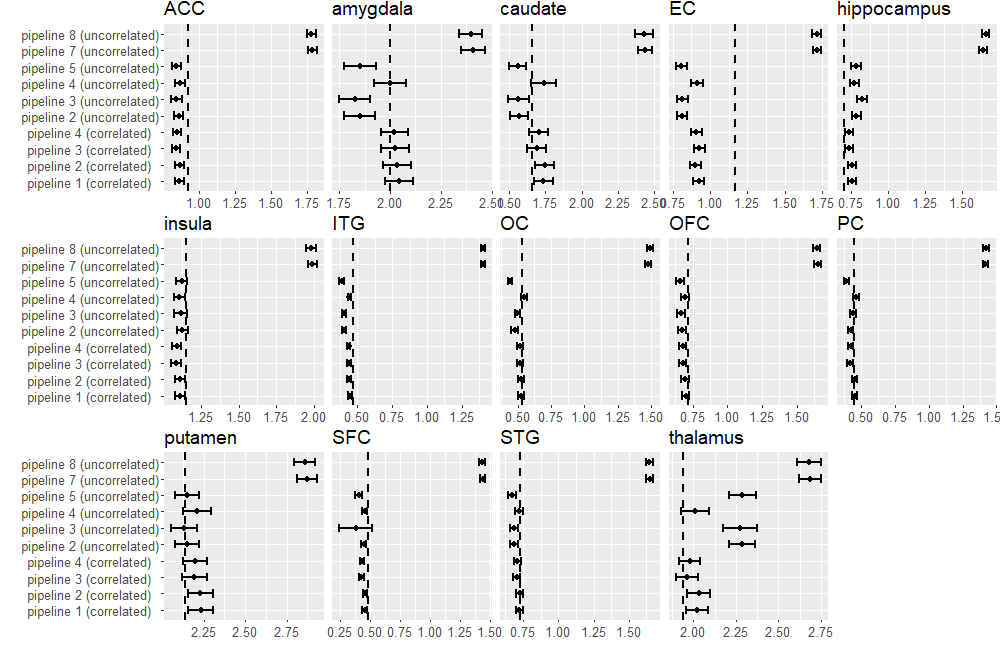 ACC amygdala caudate EC hippocampus
pipeline 8 (uncorrelated)
pipeline 7 (uncorrelated)
pipeline 5 (uncorrelated)
pipeline 4 (uncorrelated)
pipeline 3 (uncorrelated)
pipeline 2 (uncorrelated)
pipeline 4 (correlated)
pipeline 3 (correlated)
pipeline 2 (correlated)
pipeline 1 (correlated)
1.00 1.25 1.50 1.75 1.75 2.00 2.25 2.50 1.50 1.75 2.00 2.25 2.50 0.75 1.00 1.25 1.50 1.75 0.75 1.00 1.25 1.50
insula ITG OC OFC PC
pipeline 8 (uncorrelated)
pipeline 7 (uncorrelated)
pipeline 5 (uncorrelated)
pipeline 4 (uncorrelated)
pipeline 3 (uncorrelated)
pipeline 2 (uncorrelated)
pipeline 4 (correlated)
pipeline 3 (correlated)
pipeline 2 (correlated)
pipeline 1 (correlated)
1.25 1.50 1.75 2.00 0.50 0.75 1.00 1.25 0.50 0.75 1.00 1.25 1.50 0.75 1.00 1.25 1.50 0.50 0.75 1.00 1.25
putamen SFC STG thalamus
pipeline 8 (uncorrelated)
pipeline 7 (uncorrelated)
pipeline 5 (uncorrelated)
pipeline 4 (uncorrelated)
pipeline 3 (uncorrelated)
pipeline 2 (uncorrelated)
pipeline 4 (correlated)
pipeline 3 (correlated)
pipeline 2 (correlated)
pipeline 1 (correlated)
2.25 2.50 2.75 0.25 0.50 0.75 1.00 1.25 1.50 0.75 1.00 1.25 1.50 2.00 2.25 2.50 2.75